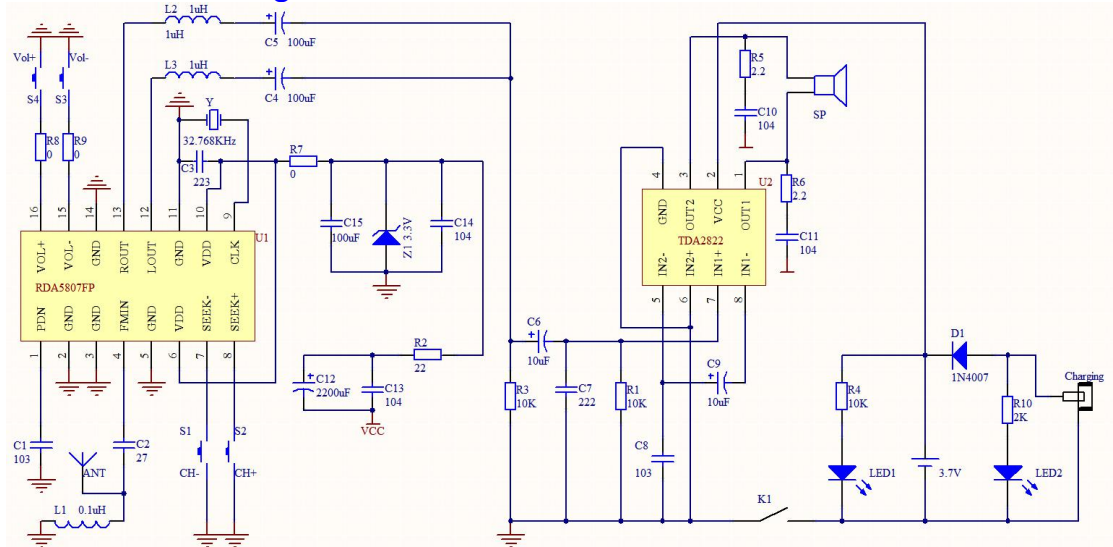 L2 1uH
1uH
C5
100uF
L3 1uH
C4
100uF
Vol+
Vol-
S4
S3
R8
0
R9
0
Y
32.768KHz
C3
223
R7
0
C15
100uF
Z1 3.3V
C14
104
16
15
14
13
12
11
10
9
U1
VOL+
VOL-
GND
ROUT
LOUT
GND
VDD
CLK
RDA5807FP
PDN
GND
GND
FMIN
GND
VDD
SEEK-
SEEK+
1
2
3
4
5
6
7
8
C1
103
ANT
C2
27
L1 0.1uH
S1
CH-
S2
CH+
C12
2200uF
C13
104
VCC
R2
22
R5
2.2
C10
104
SP
4
3
2
1
U2
GND
OUT2
VCC
OUT1
TDA2822
IN2-
IN2+
IN1+
IN1-
5
6
7
8
R6
2.2
C11
104
C6
10uF
R3
10K
C7
222
R1
10K
C9
10uF
C8
103
K1
R4
10K
LED1
3.7V
D1
1N4007
R10
2K
LED2
Charging